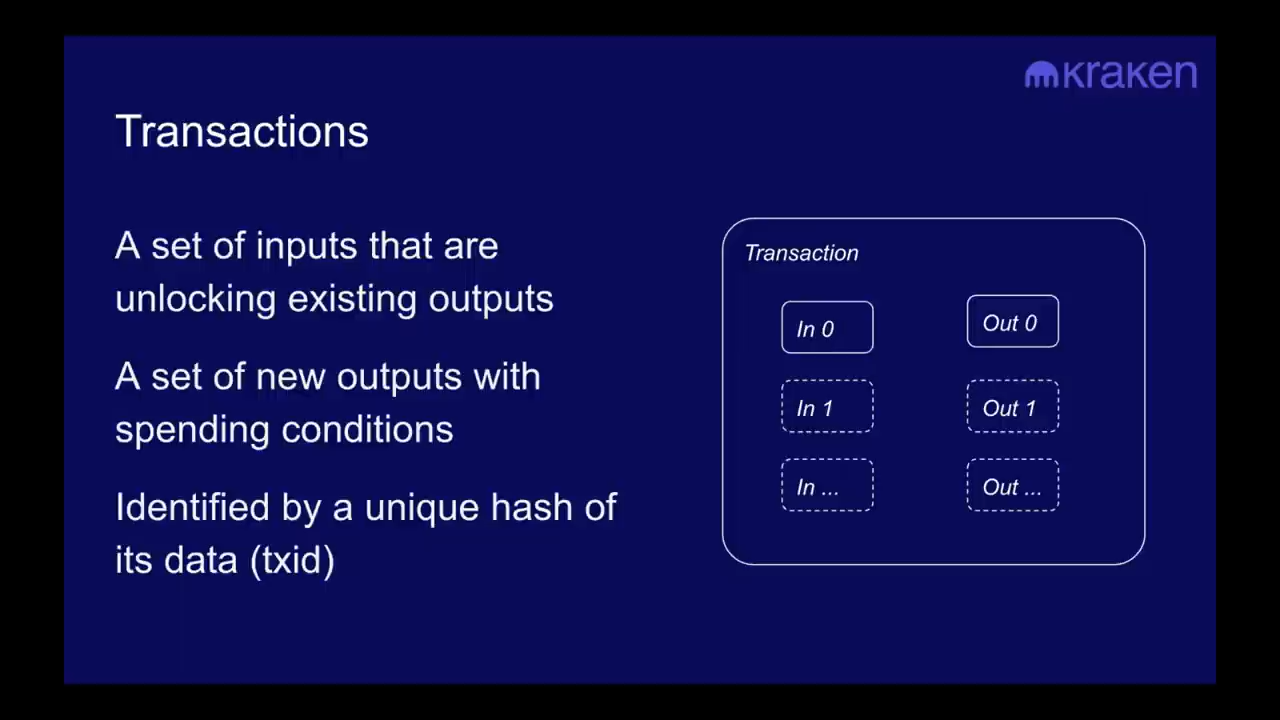 kraken
Transactions
A set of inputs that are
unlocking existing outputs
A set of new outputs with
spending conditions
Identified by a unique hash of
its data (txid)
Transaction
In 0
Out 0
In 1
Out 1
In ...
Out ...